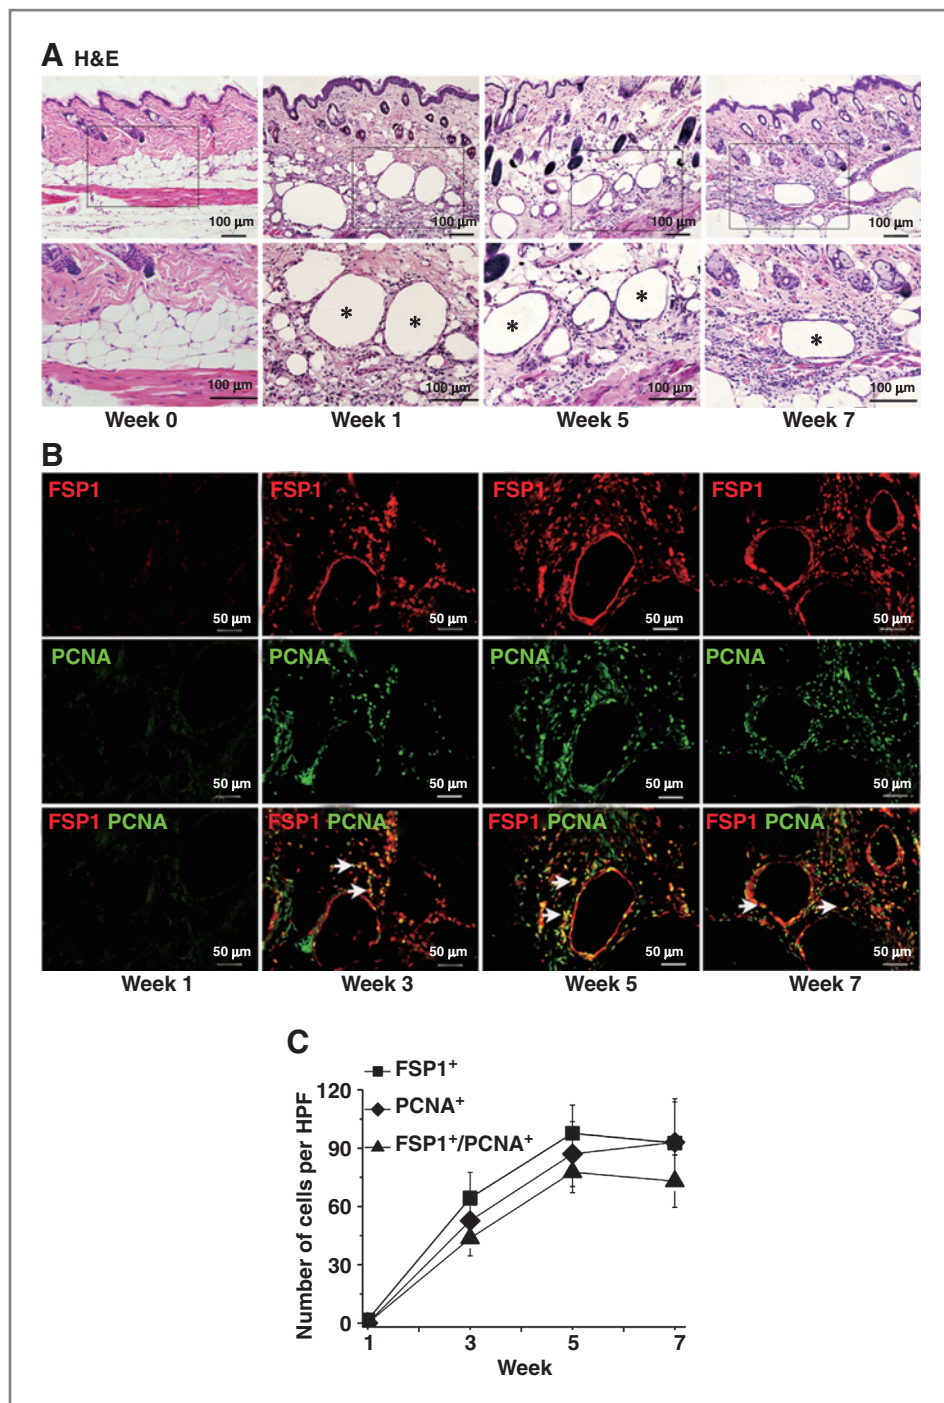 A H&E
100 µm 100 µm 100 µm 100 µm
* * * * *
100 µm 100 µm 100 µm 100 µm
Week 0 Week 1 Week 5 Week 7
B
FSP1 FSP1 FSP1 FSP1
50 µm 50 µm 50 µm 50 µm
PCNA PCNA PCNA PCNA
50 µm 50 µm 50 µm 50 µm
FSP1 PCNA FSP1 PCNA FSP1 PCNA FSP1 PCNA
50 µm 50 µm 50 µm 50 µm
Week 1 Week 3 Week 5 Week 7
C
FSP1⁺
PCNA⁺
FSP1⁺/PCNA⁺
Number of cells per HPF
120
90
60
30
0
1 3 5 7
Week